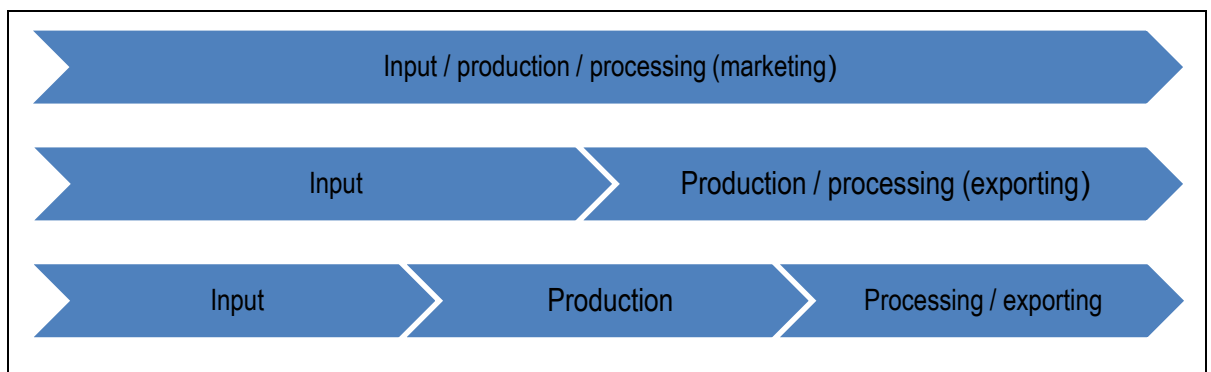 Input / production / processing (marketing)
Input
Production / processing (exporting)
Input
Production
Processing / exporting